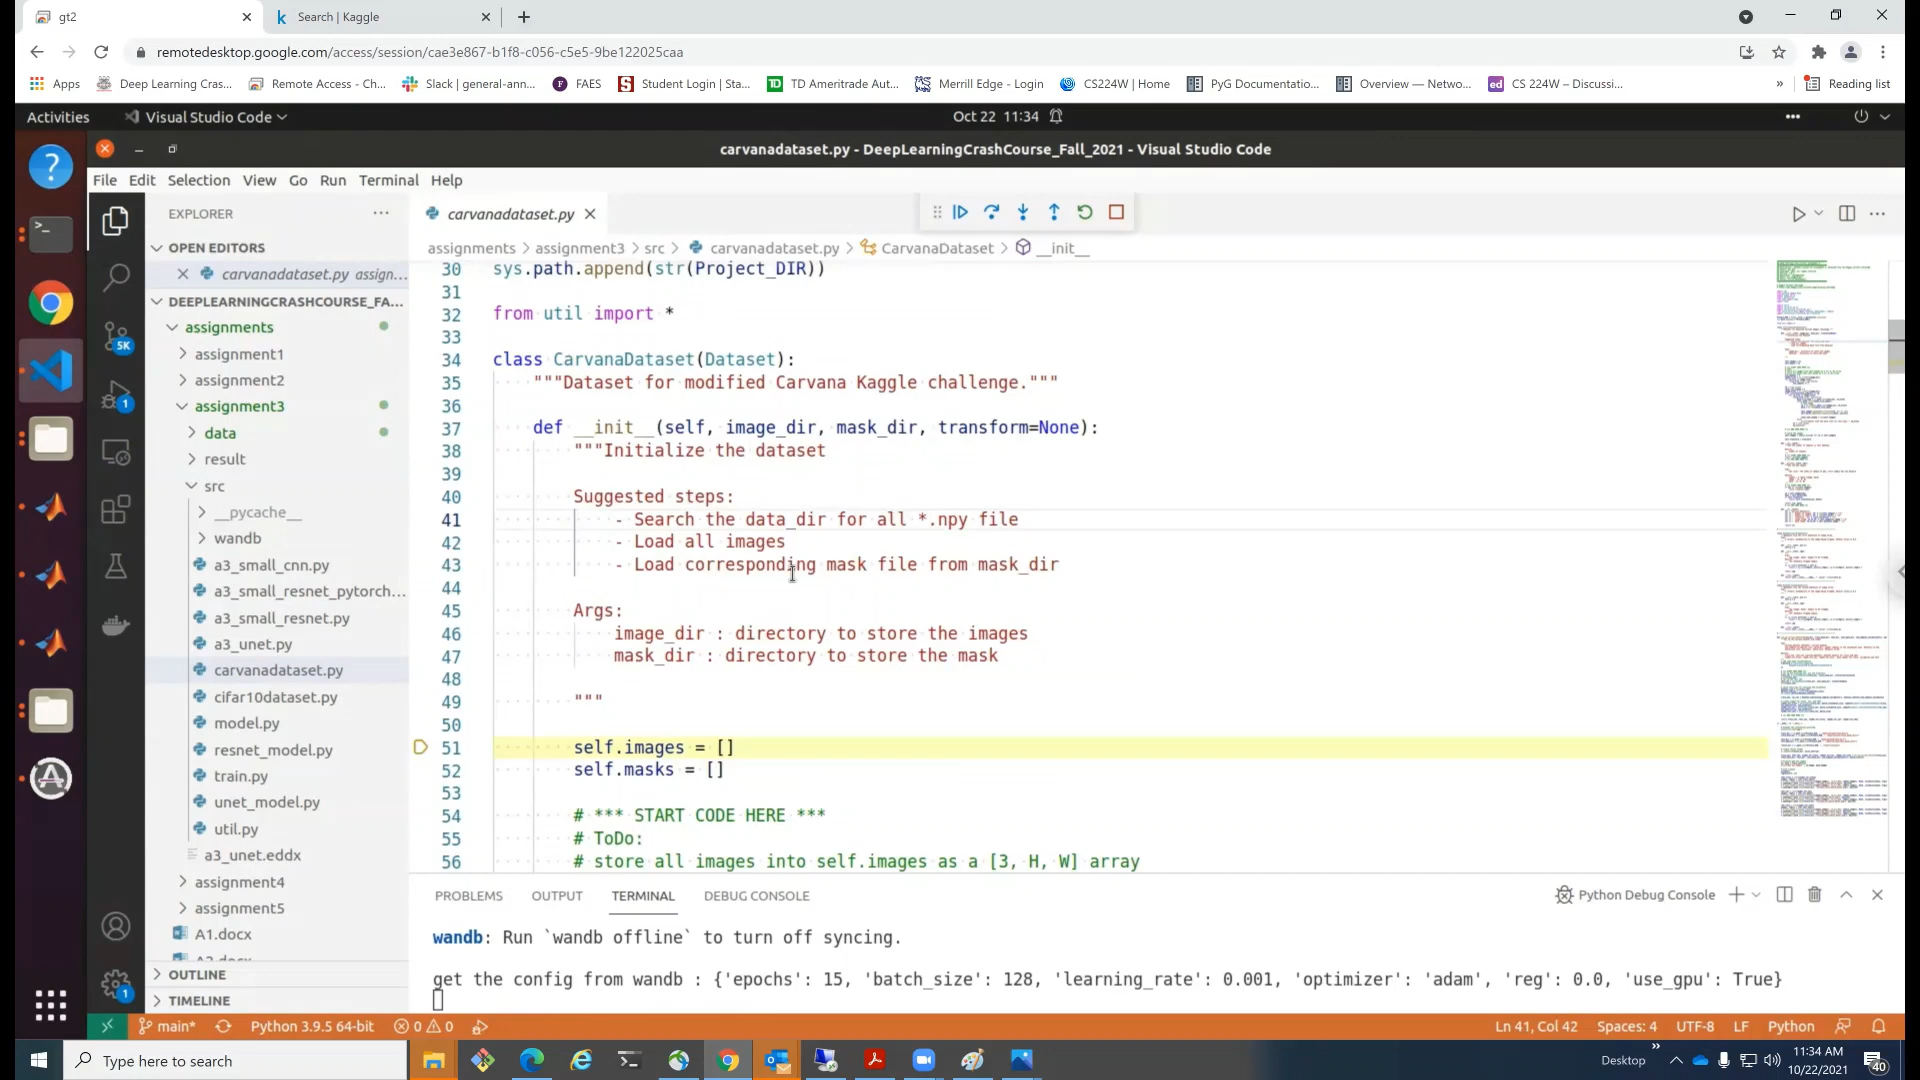 gt2
Search | Kaggle
remotedesktop.google.com/access/session/cae3e867-b1f8-c056-c5e5-9be122025caa
Apps Deep Learning Cras... Remote Access - Ch... Slack | general-ann... FAES Student Login | Sta... TD Ameritrade Aut... Merrill Edge - Login CS224W | Home PyG Documentatio... Overview — Netwo... CS 224W – Discussi... » Reading list
Activities Visual Studio Code Oct 22 11:34
carvanadataset.py - DeepLearningCrashCourse_Fall_2021 - Visual Studio Code
File Edit Selection View Go Run Terminal Help
EXPLORER
OPEN EDITORS
carvanadataset.py assign...
DEEPLEARNINGCRASHCOURSE_FA...
assignments
assignment1
assignment2
assignment3
data
result
src
__pycache__
wandb
a3_small_cnn.py
a3_small_resnet_pytorch...
a3_small_resnet.py
a3_unet.py
carvanadataset.py
cifar10dataset.py
model.py
resnet_model.py
train.py
unet_model.py
util.py
a3_unet.eddx
assignment4
assignment5
A1.docx
OUTLINE
TIMELINE
5K
1
1
carvanadataset.py
assignments > assignment3 > src > carvanadataset.py > CarvanaDataset > __init__
30 sys.path.append(str(Project_DIR))
31
32 from util import *
33
34 class CarvanaDataset(Dataset):
35 """Dataset for modified Carvana Kaggle challenge."""
36
37 def __init__(self, image_dir, mask_dir, transform=None):
38 """Initialize the dataset
39
40 Suggested steps:
41 - Search the data_dir for all *.npy file
42 - Load all images
43 - Load corresponding mask file from mask_dir
44
45 Args:
46 image_dir : directory to store the images
47 mask_dir : directory to store the mask
48
49 """
50
51 self.images = []
52 self.masks = []
53
54 # *** START CODE HERE ***
55 # ToDo:
56 # store all images into self.images as a [3, H, W] array
PROBLEMS OUTPUT TERMINAL DEBUG CONSOLE Python Debug Console
wandb: Run `wandb offline` to turn off syncing.
get the config from wandb : {'epochs': 15, 'batch_size': 128, 'learning_rate': 0.001, 'optimizer': 'adam', 'reg': 0.0, 'use_gpu': True}
main* Python 3.9.5 64-bit 0 0 Ln 41, Col 42 Spaces: 4 UTF-8 LF Python
Type here to search
Desktop »
11:34 AM
10/22/2021
40